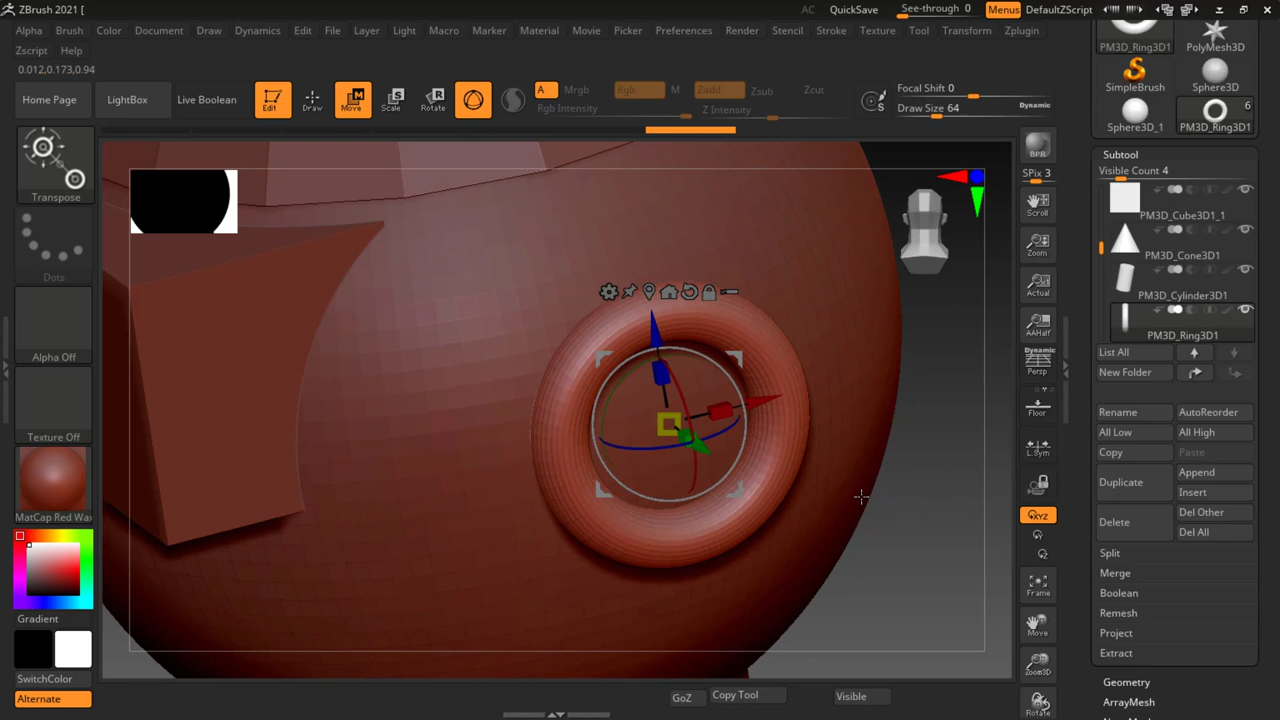 ZBrush 2021 [
AC
QuickSave
See-through 0
Menus
DefaultZScript
Alpha
Brush
Color
Document
Draw
Dynamics
Edit
File
Layer
Light
Macro
Marker
Material
Movie
Picker
Preferences
Render
Stencil
Stroke
Texture
Tool
Transform
Zplugin
Zscript
Help
0.012,0.173,0.94
Home Page
LightBox
Live Boolean
Edit
Draw
Move
Scale
Rotate
A
Mrgb
Rgb
M
Zadd
Zsub
Zcut
Rgb Intensity
Z Intensity
Focal Shift 0
Draw Size 64
Dynamic
S
Transpose
Dots
Alpha Off
Texture Off
MatCap Red Wax
Gradient
SwitchColor
Alternate
BPR
SPix 3
Scroll
Zoom
Actual
AAHalf
Dynamic
Persp
Floor
L.Sym
XYZ
Frame
Move
Zoom3D
Rotate
PM3D_Ring3D1
PolyMesh3D
SimpleBrush
Sphere3D
6
Sphere3D_1
PM3D_Ring3D1
Subtool
Visible Count 4
PM3D_Cube3D1_1
PM3D_Cone3D1
PM3D_Cylinder3D1
PM3D_Ring3D1
List All
New Folder
Rename
AutoReorder
All Low
All High
Copy
Paste
Duplicate
Append
Insert
Delete
Del Other
Del All
Split
Merge
Boolean
Remesh
Project
Extract
Geometry
ArrayMesh
GoZ
Copy Tool
Visible